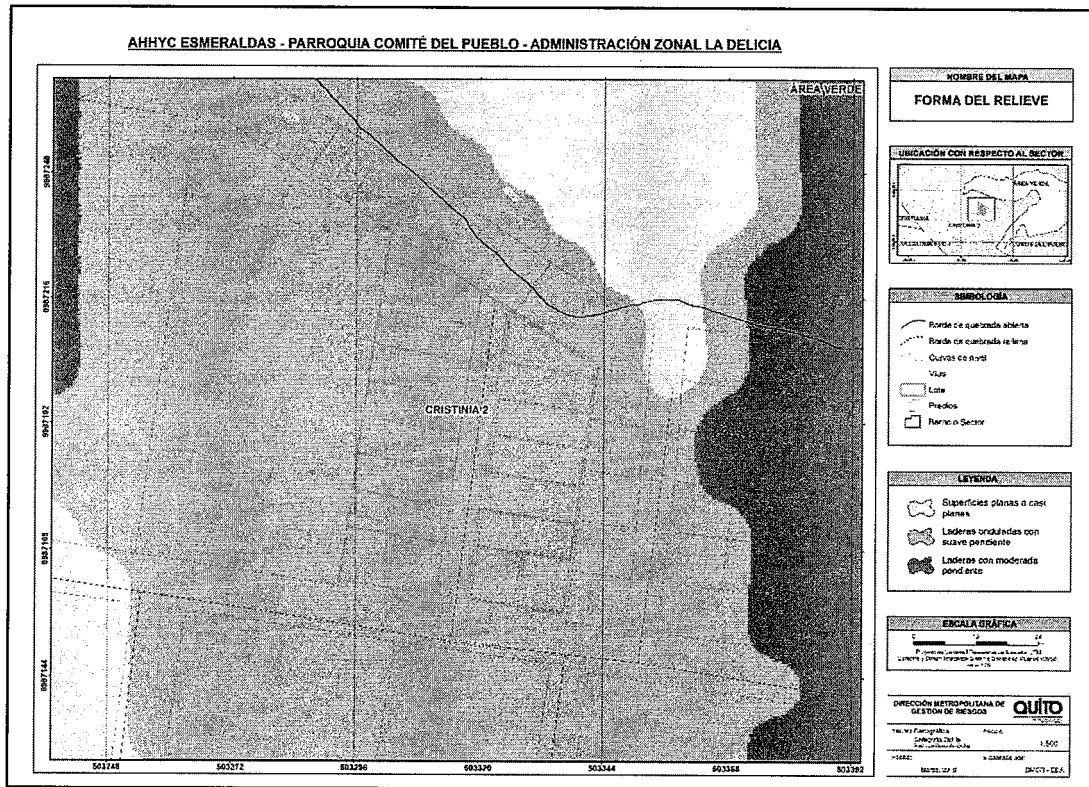 AHHYC ESMERALDAS - PARROQUIA COMITÉ DEL PUEBLO - ADMINISTRACIÓN ZONAL LA DELICIA
ÁREA VERDE
CRISTINIA 2
9987240
9987216
9987192
9987168
9987144
503248
503272
503296
503320
503344
503368
503392
NOMBRE DEL MAPA
FORMA DEL RELIEVE
UBICACIÓN CON RESPECTO AL SECTOR
ÁREA VERDE
SIMBOLOGÍA
Borde de quebrada abierta
Borde de quebrada rellena
Curvas de nivel
Vías
Lote
Predios
Barrio o Sector
LEYENDA
Superficies planas o casi
planas
Laderas onduladas con
suave pendiente
Laderas con moderada
pendiente
ESCALA GRÁFICA
DIRECCIÓN METROPOLITANA DE
GESTIÓN DE RIESGOS
QUITO
1:500